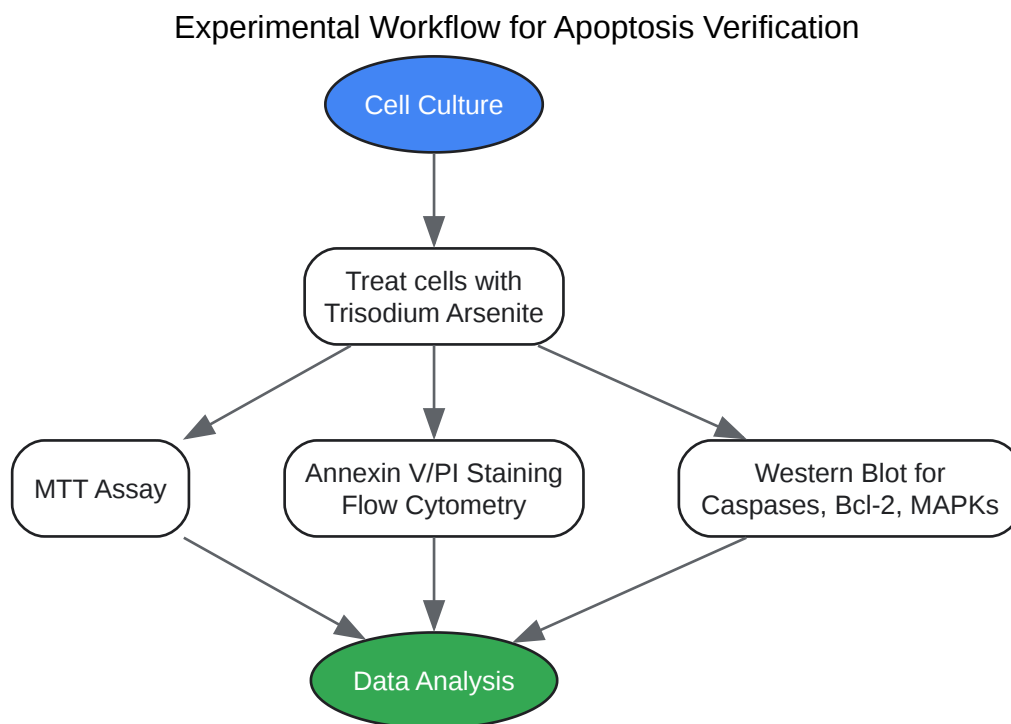 Experimental Workflow for Apoptosis Verification
Cell Culture
Treat cells with
Trisodium Arsenite
MTT Assay
Annexin V/PI Staining
Flow Cytometry
Western Blot for
Caspases, Bcl-2, MAPKs
Data Analysis